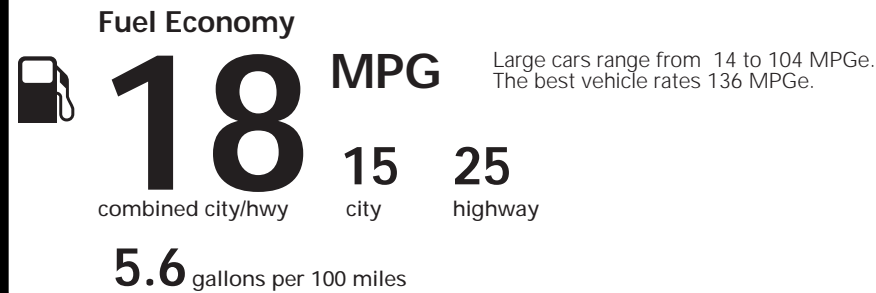 Fuel Economy
18 MPG
Large cars range from 14 to 104 MPGe.
The best vehicle rates 136 MPGe.
15 25
combined city/hwy city highway
5.6 gallons per 100 miles